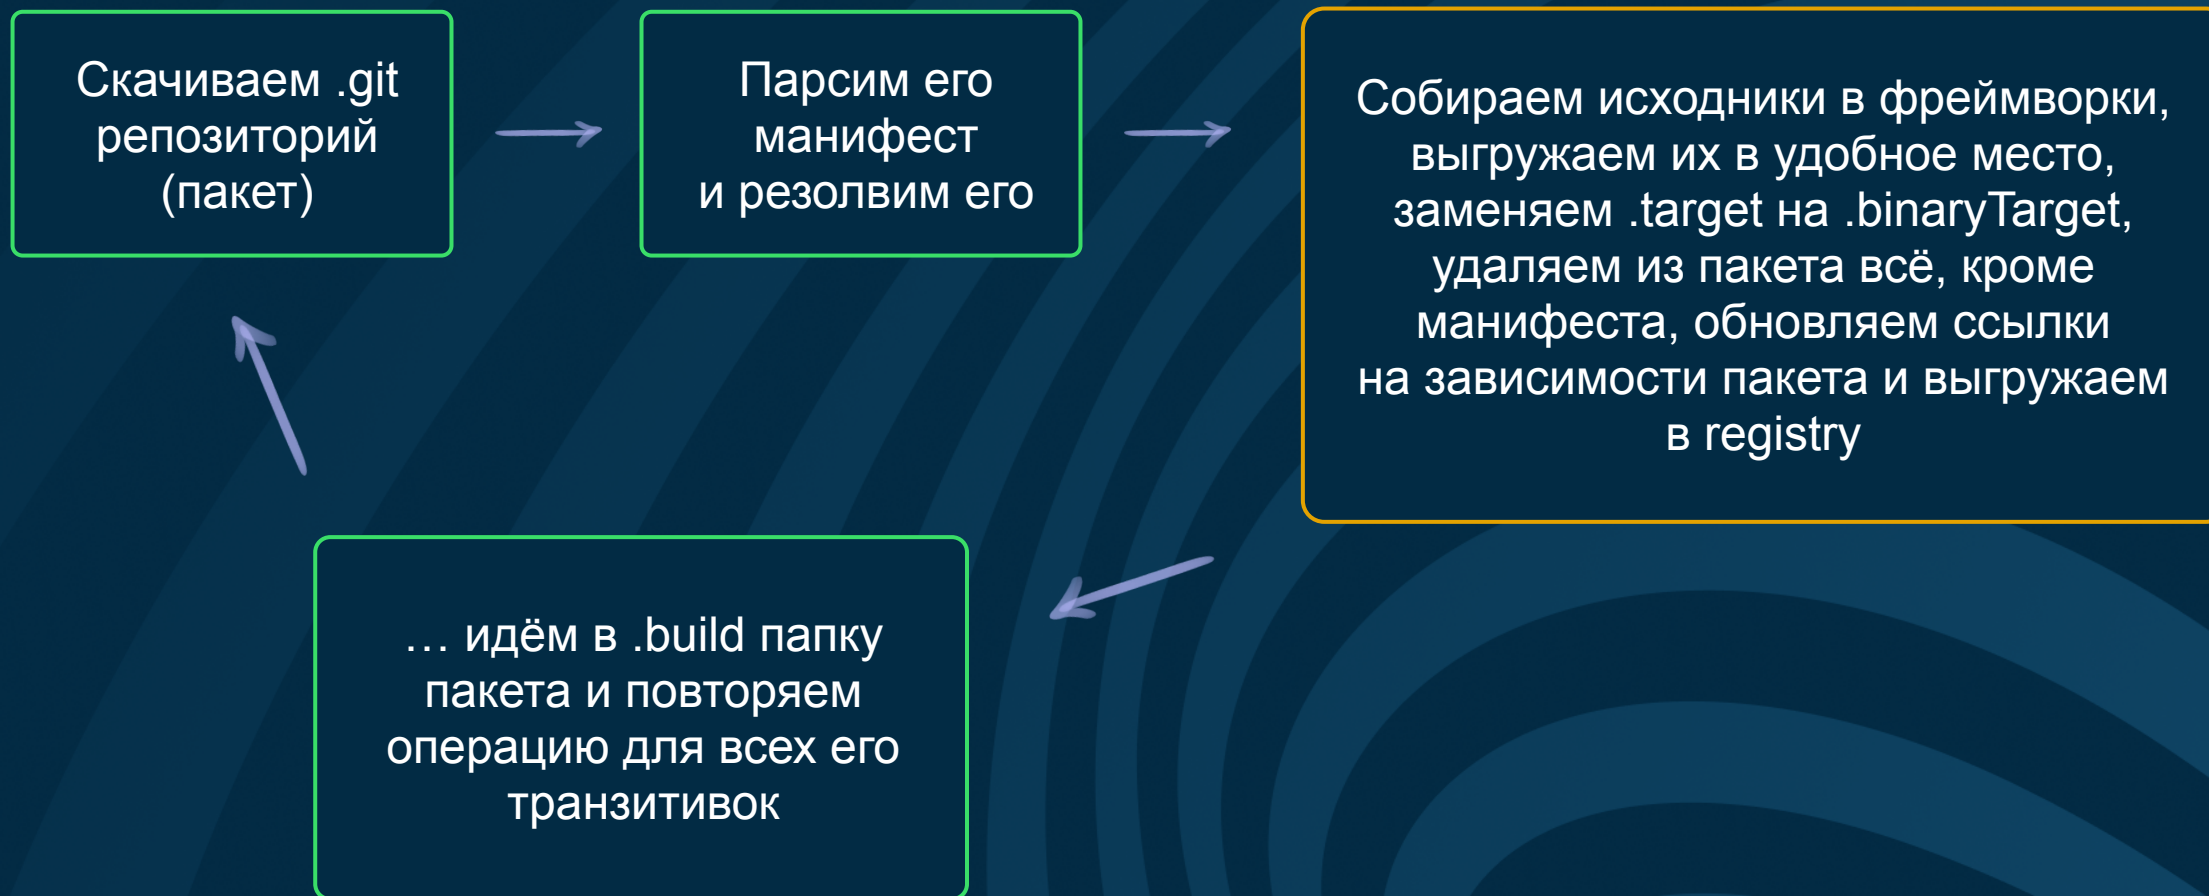 Скачиваем .git
репозиторий
(пакет)
Парсим его
манифест
и резолвим его
Собираем исходники в фреймворки,
выгружаем их в удобное место,
заменяем .target на .binaryTarget,
удаляем из пакета всё, кроме
манифеста, обновляем ссылки
на зависимости пакета и выгружаем
в registry
… идём в .build папку
пакета и повторяем
операцию для всех его
транзитивок